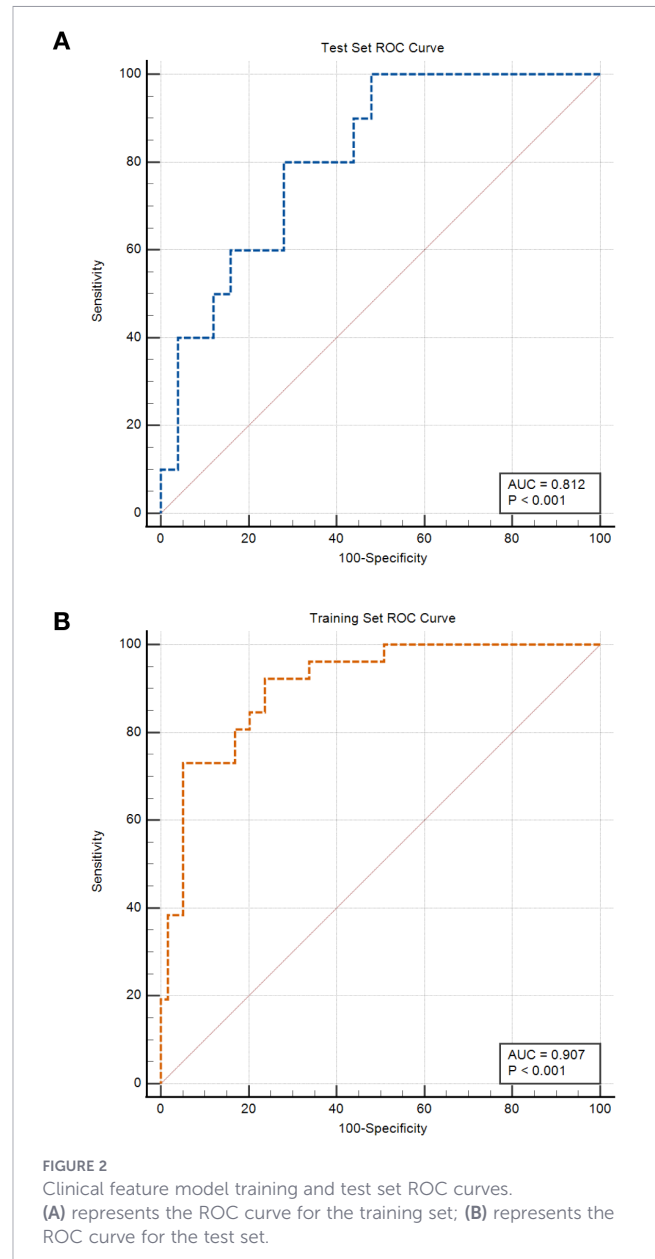 A
Test Set ROC Curve
100
80
60
40
20
0
Sensitivity
AUC = 0.812
P < 0.001
0 20 40 60 80 100
100-Specificity
B
Training Set ROC Curve
100
80
60
40
20
0
Sensitivity
AUC = 0.907
P < 0.001
0 20 40 60 80 100
100-Specificity
FIGURE 2
Clinical feature model training and test set ROC curves.
(A) represents the ROC curve for the training set; (B) represents the
ROC curve for the test set.